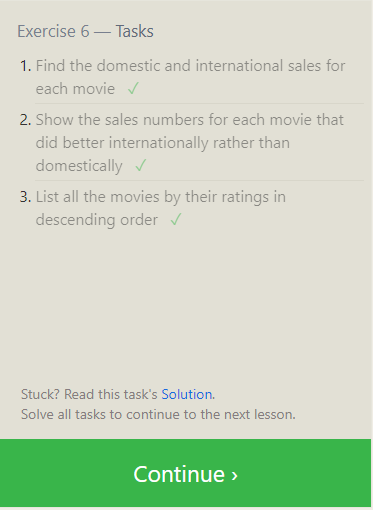 Exercise 6 — Tasks
1. Find the domestic and international sales for
each movie ✓
2. Show the sales numbers for each movie that
did better internationally rather than
domestically ✓
3. List all the movies by their ratings in
descending order ✓
Stuck? Read this task's Solution.
Solve all tasks to continue to the next lesson.
Continue ›